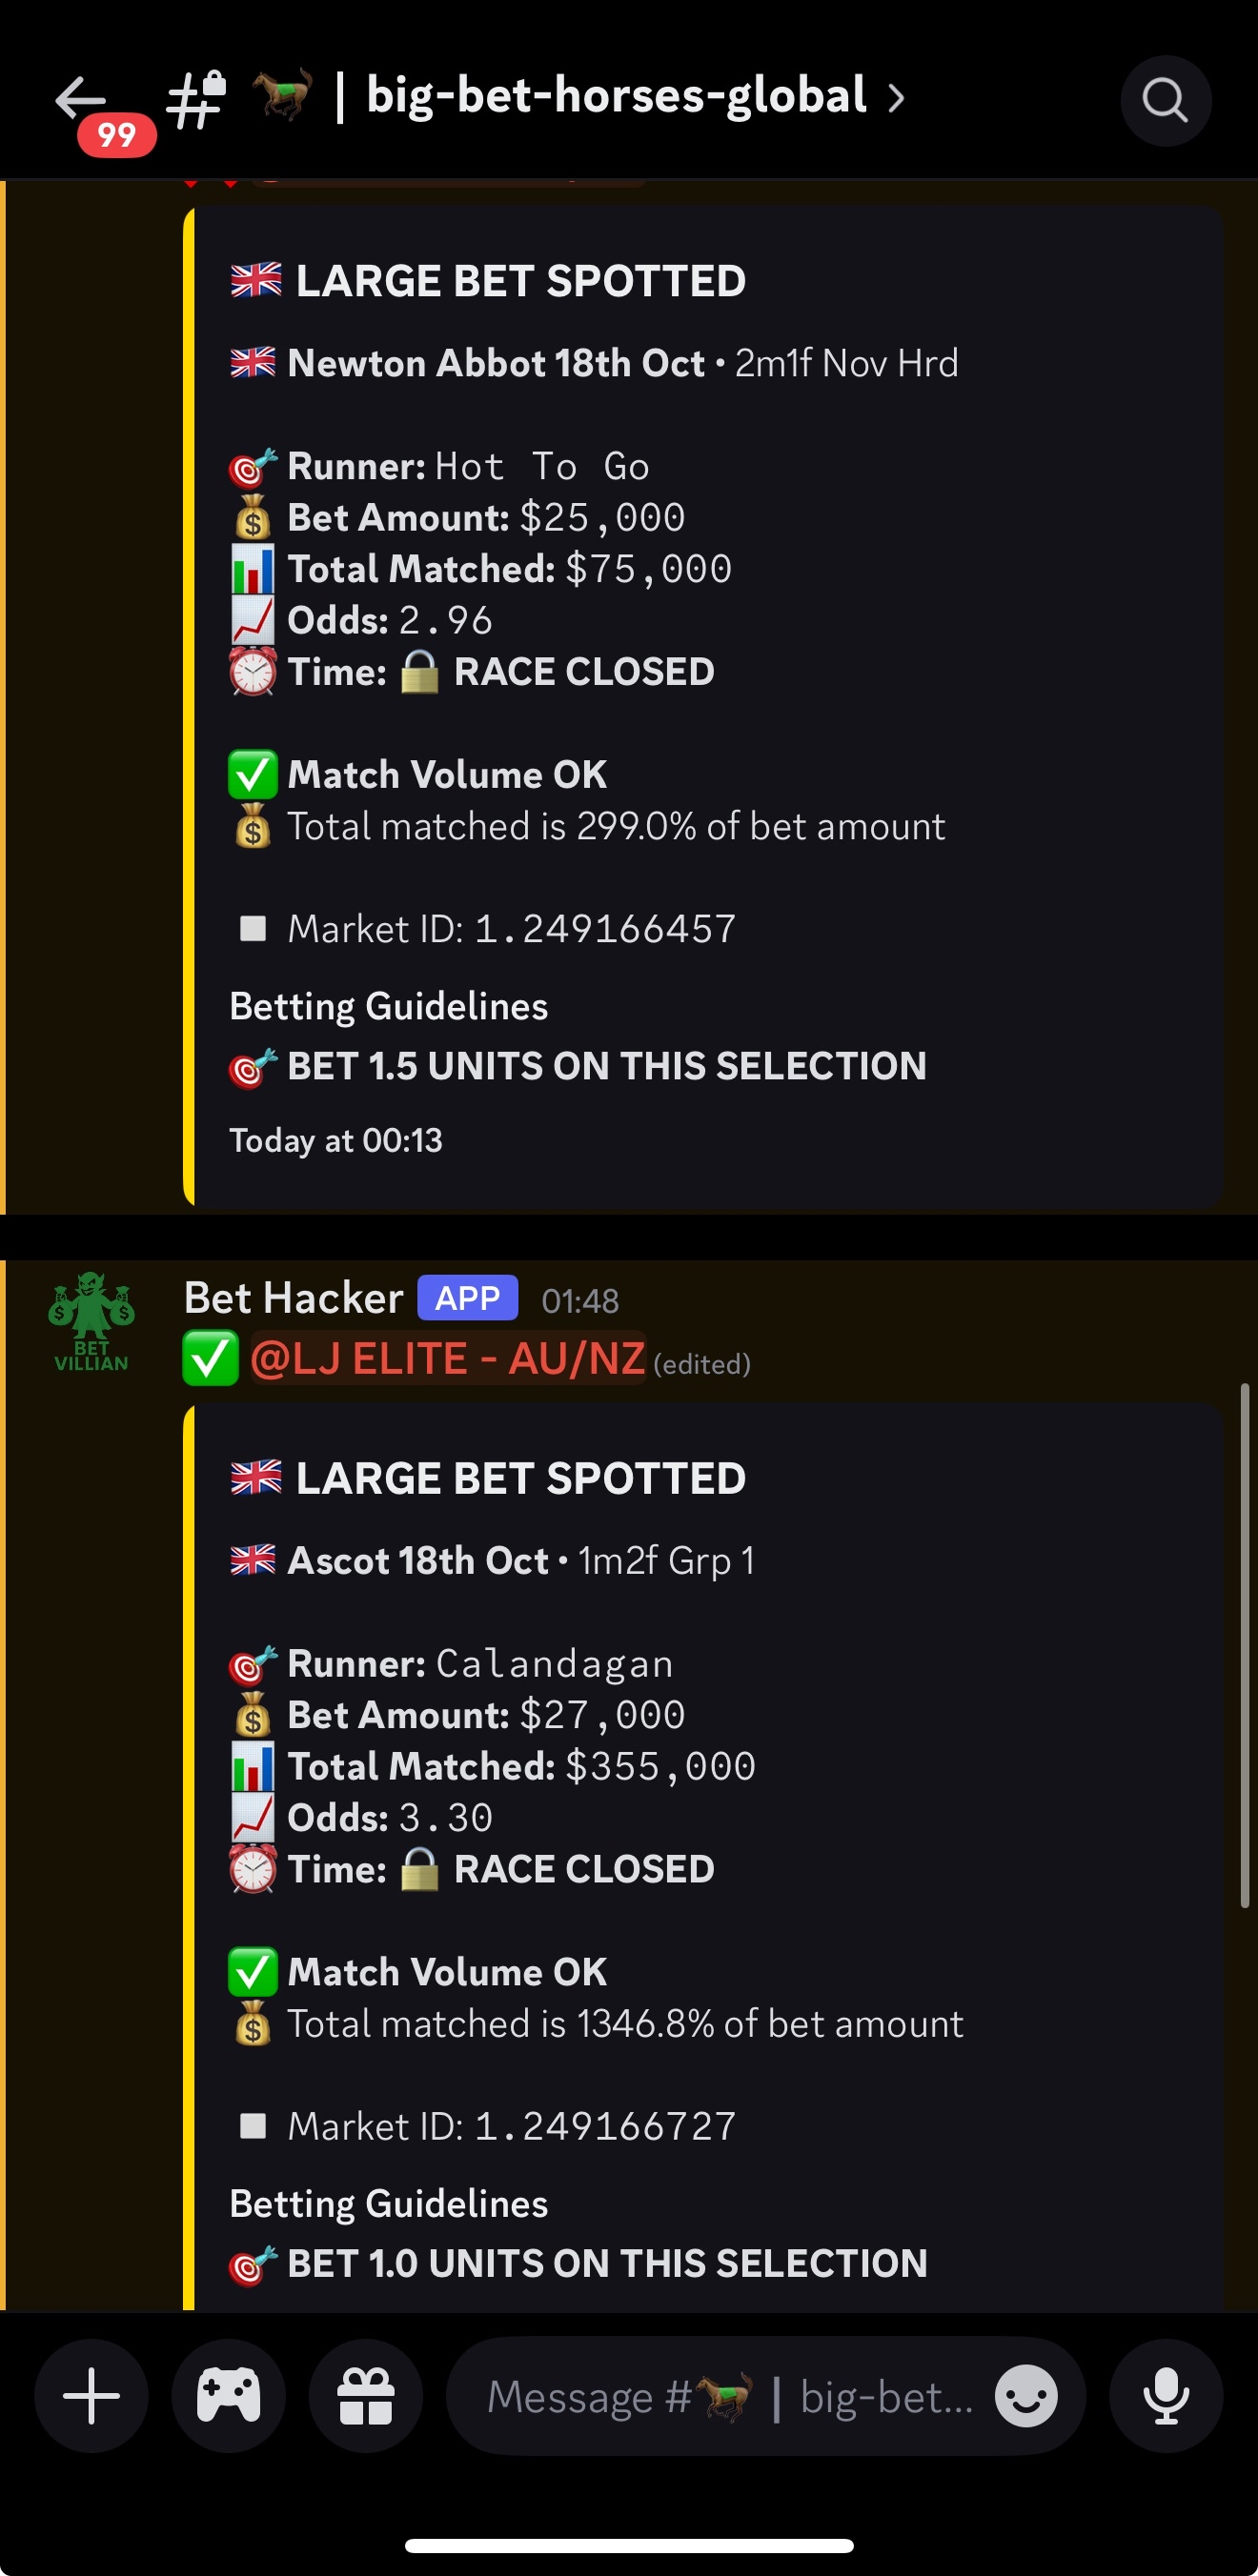 99
# | big-bet-horses-global >
LARGE BET SPOTTED
Newton Abbot 18th Oct • 2m1f Nov Hrd
Runner: Hot To Go
Bet Amount: $25,000
Total Matched: $75,000
Odds: 2.96
Time: RACE CLOSED
Match Volume OK
Total matched is 299.0% of bet amount
Market ID: 1.249166457
Betting Guidelines
BET 1.5 UNITS ON THIS SELECTION
Today at 00:13
BET
VILLIAN
Bet Hacker APP 01:48
@LJ ELITE - AU/NZ (edited)
LARGE BET SPOTTED
Ascot 18th Oct • 1m2f Grp 1
Runner: Calandagan
Bet Amount: $27,000
Total Matched: $355,000
Odds: 3.30
Time: RACE CLOSED
Match Volume OK
Total matched is 1346.8% of bet amount
Market ID: 1.249166727
Betting Guidelines
BET 1.0 UNITS ON THIS SELECTION
Message # | big-bet...